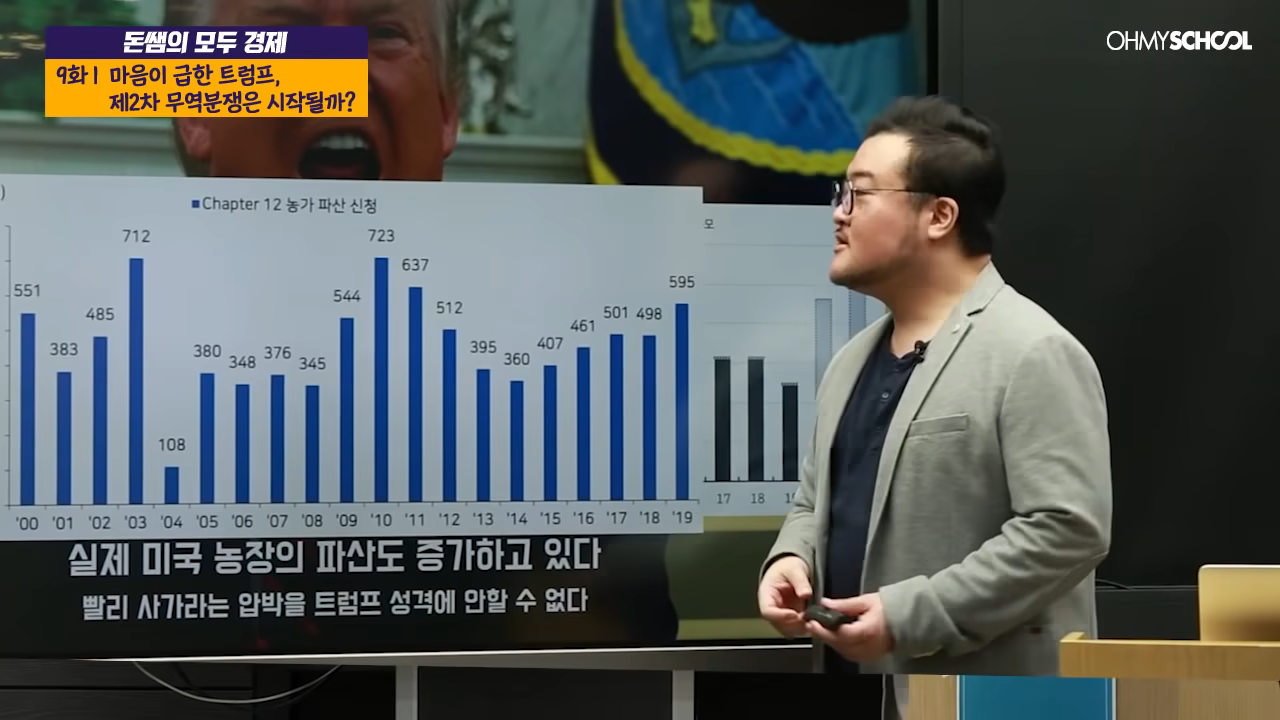 돈쌤의 모두 경제
9화 | 마음이 급한 트럼프,
제2차 무역분쟁은 시작될까?
OHMYSCHOOL
)
Chapter 12 농가 파산 신청
551 383 485 712 108 380 348 376 345 544 723 637 512 395 360 407 461 501 498 595
'00 '01 '02 '03 '04 '05 '06 '07 '08 '09 '10 '11 '12 '13 '14 '15 '16 '17 '18 '19
모
17 18
실제 미국 농장의 파산도 증가하고 있다
빨리 사가라는 압박을 트럼프 성격에 안할 수 없다